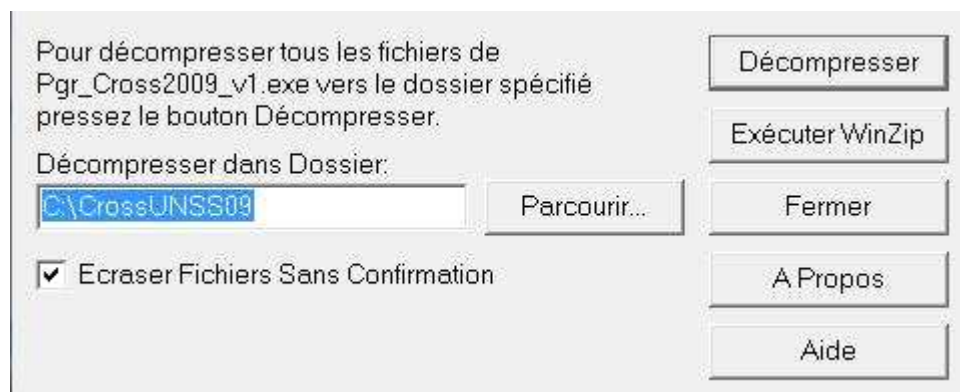 Pour décompresser tous les fichiers de
Pgr_Cross2009_v1.exe vers le dossier spécifié
pressez le bouton Décompresser.
Décompresser dans Dossier:
C:\CrossUNSS09
Parcourir...
Ecraser Fichiers Sans Confirmation
Décompresser
Exécuter WinZip
Fermer
A Propos
Aide